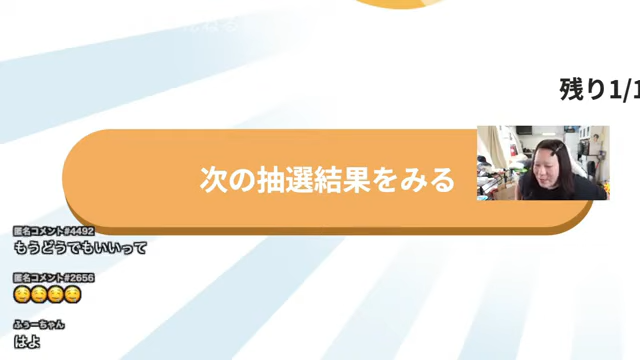 残り1/1
次の抽選結果をみる
匿名コメント#4492
もうどうでもいいって
匿名コメント#2656
ふぅーちゃん
はよ